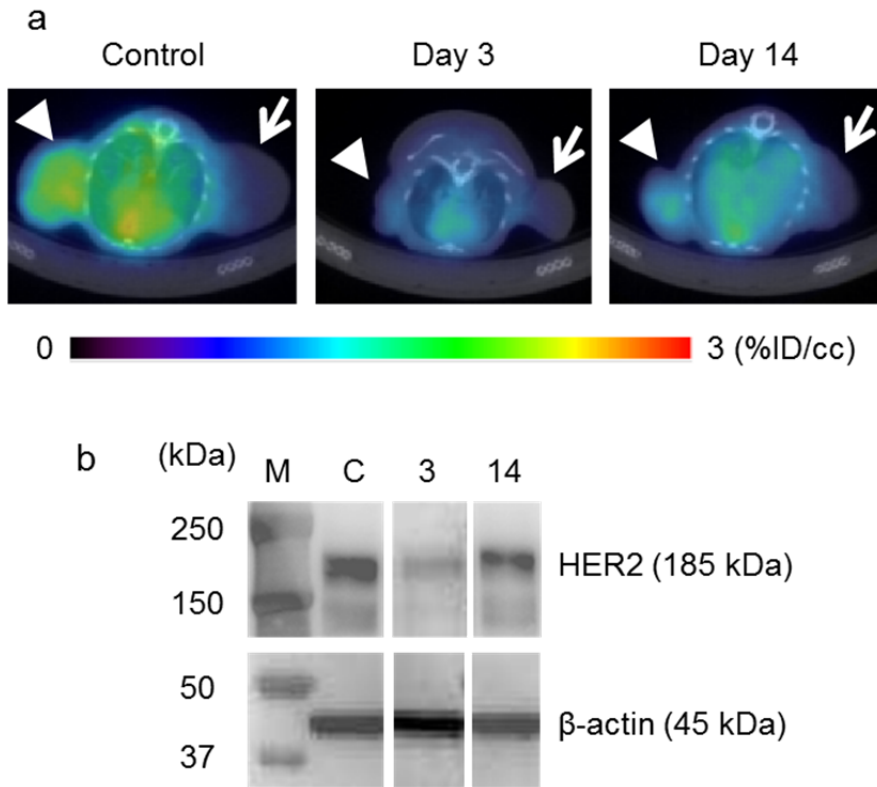 a
Control
Day 3
Day 14
0
3 (%ID/cc)
b
(kDa)
M
C
3
14
250
150
HER2 (185 kDa)
50
37
β-actin (45 kDa)